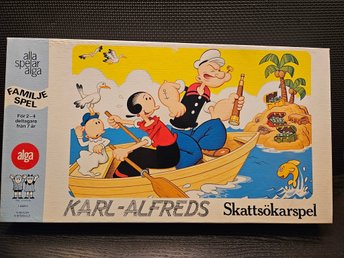 alla
spelar
alga
FAMILJE
SPEL
För 2-4
deltagare
från 7 år
alga
KARL-ALFREDS Skattsökarspel